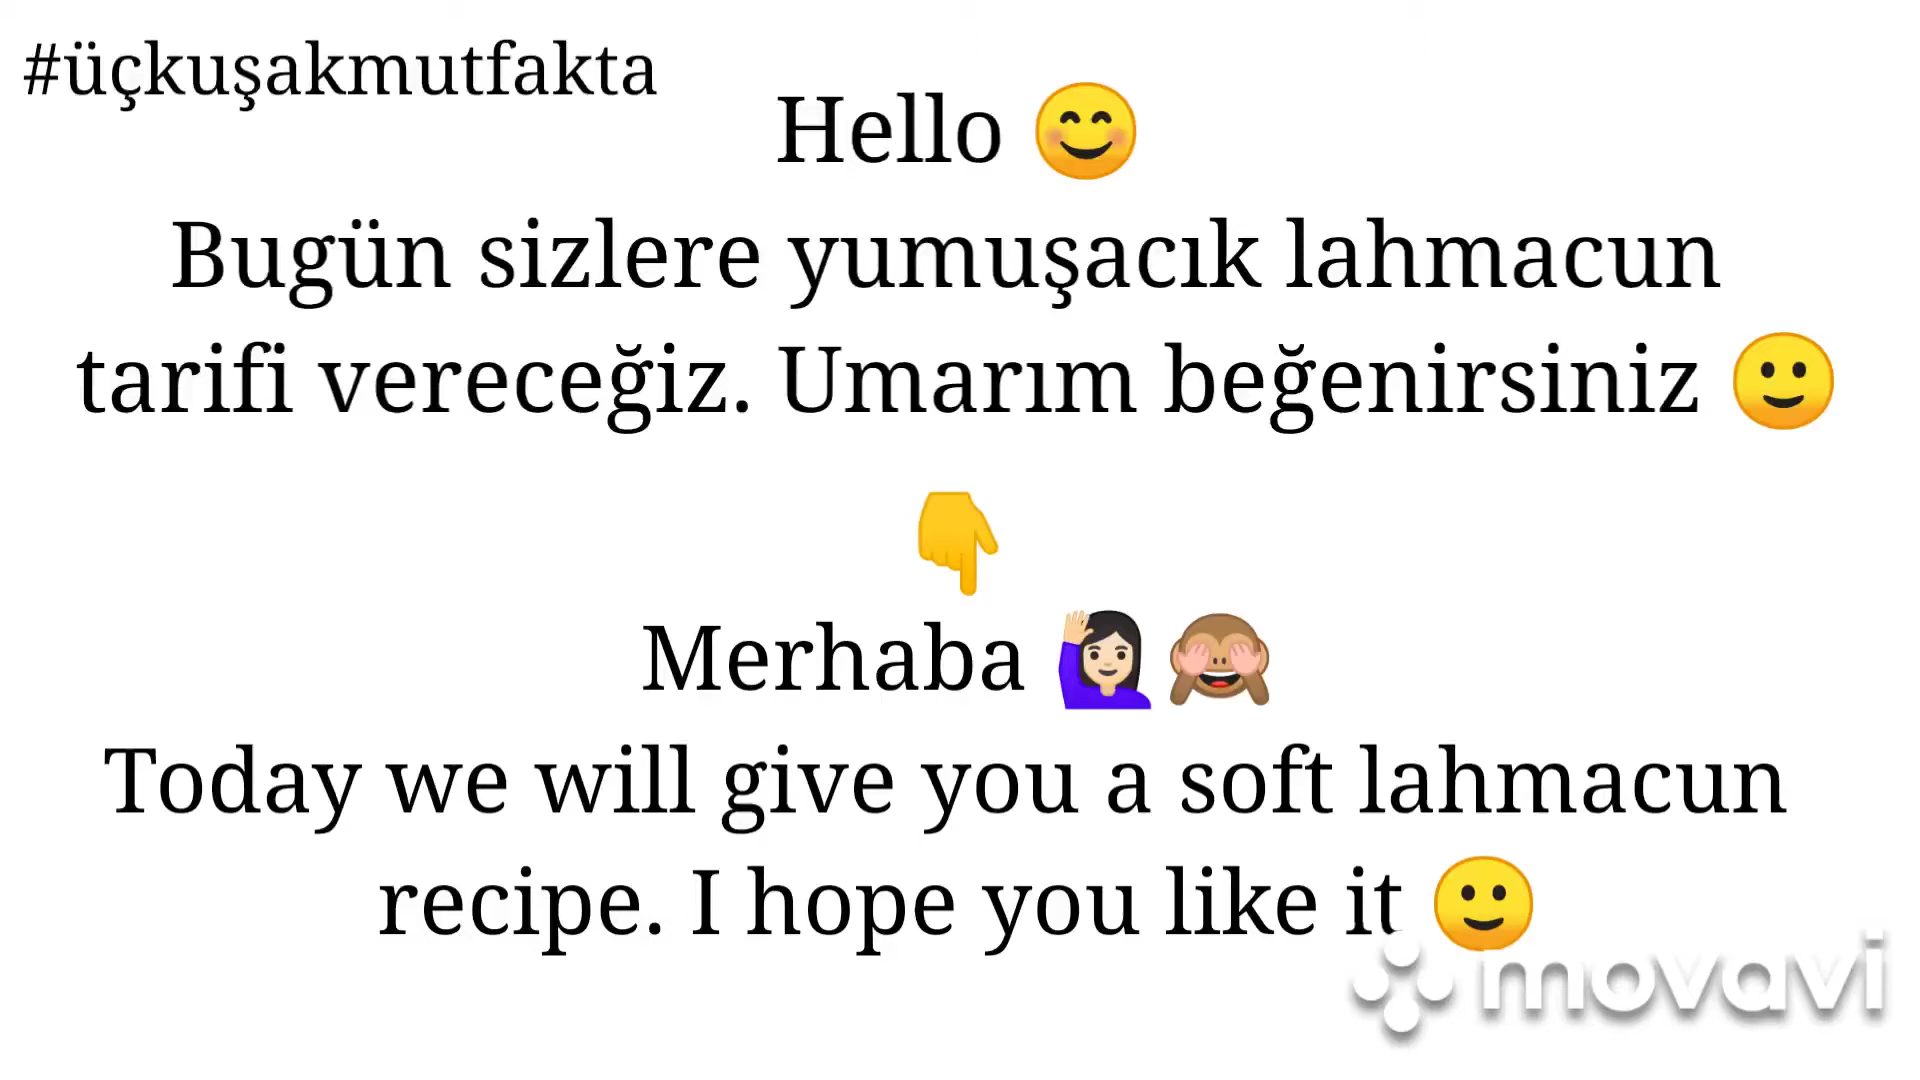 #üçkuşakmutfakta
Hello 😊
Bugün sizlere yumuşacık lahmacun
tarifi vereceğiz. Umarım beğenirsiniz 🙂
👇
Merhaba 🙋🏻‍♀️🙈
Today we will give you a soft lahmacun
recipe. I hope you like it 🙂
movavi